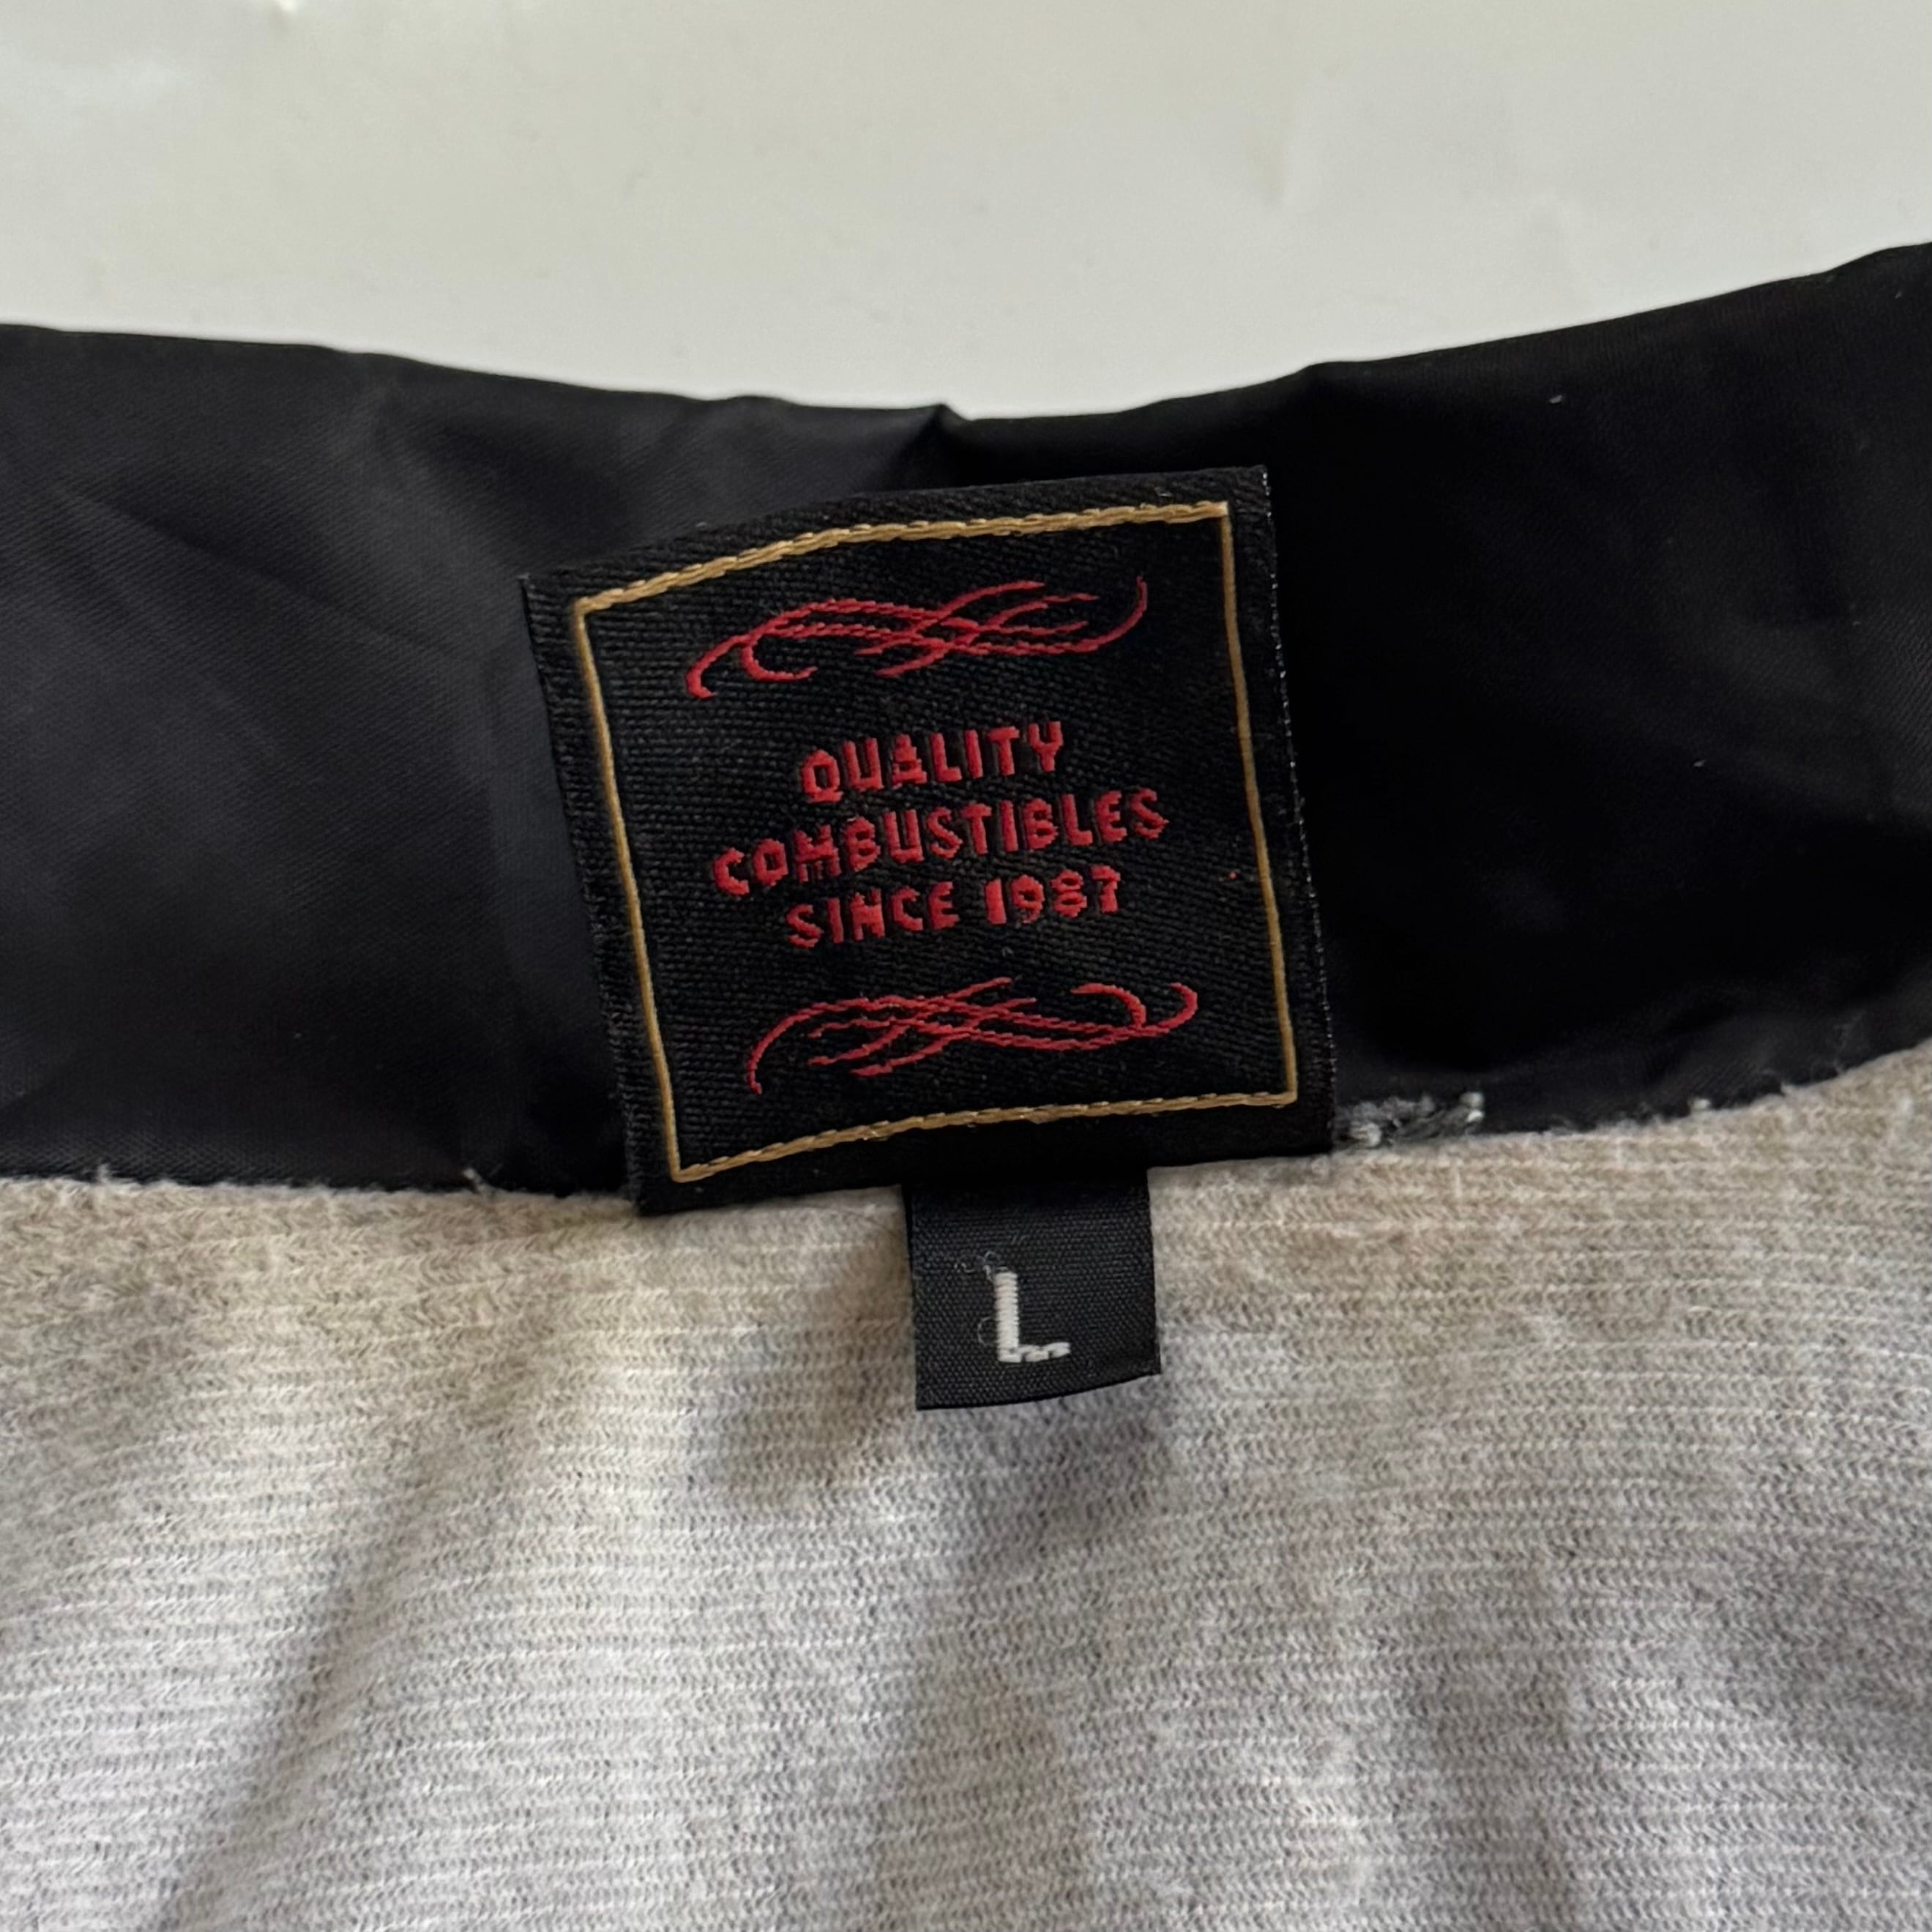 QUALITY
COMBUSTIBLES
SINCE 1987
L